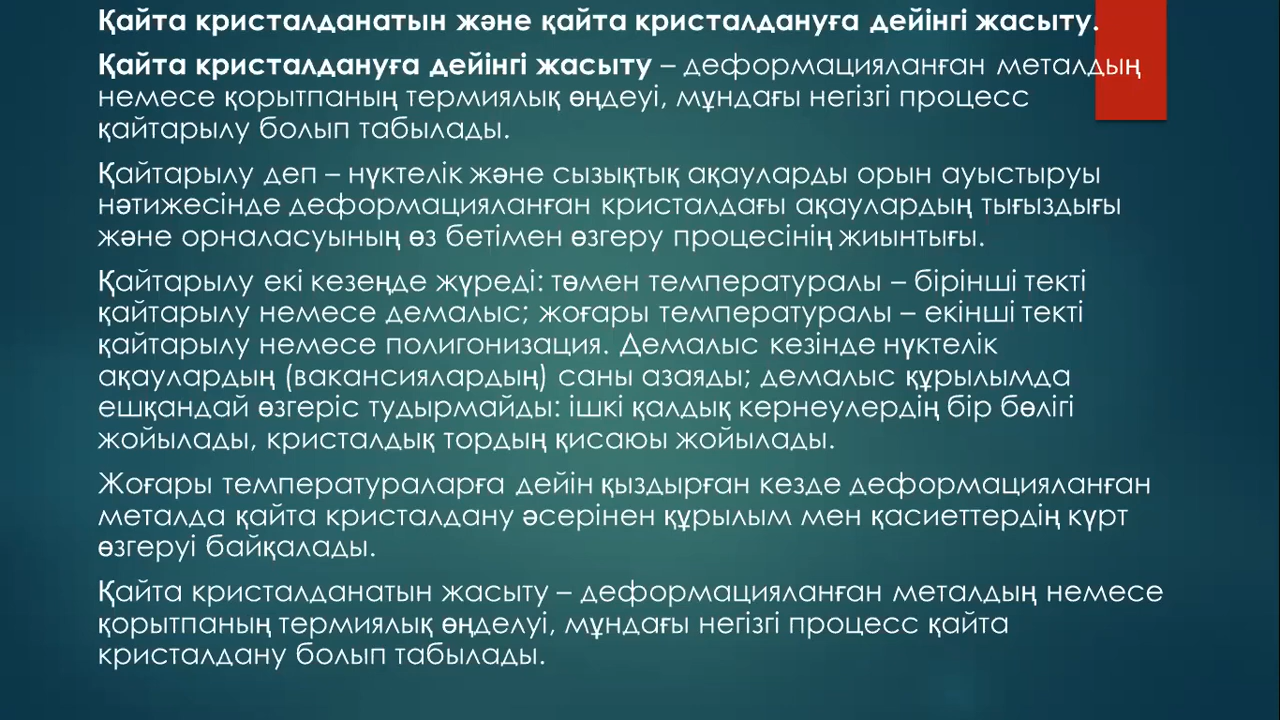 Қайта кристалданатын және қайта кристалдануға дейінгі жасыту.
Қайта кристалдануға дейінгі жасыту – деформацияланған металдың
немесе қорытпаның термиялық өңдеуі, мұндағы негізгі процесс
қайтарылу болып табылады.
Қайтарылу деп – нүктелік және сызықтық ақауларды орын ауыстыруы
нәтижесінде деформацияланған кристалдағы ақаулардың тығыздығы
және орналасуының өз бетімен өзгеру процесінің жиынтығы.
Қайтарылу екі кезеңде жүреді: төмен температуралы – бірінші текті
қайтарылу немесе демалыс; жоғары температуралы – екінші текті
қайтарылу немесе полигонизация. Демалыс кезінде нүктелік
ақаулардың (вакансиялардың) саны азаяды; демалыс құрылымда
ешқандай өзгеріс тудырмайды: ішкі қалдық кернеулердің бір бөлігі
жойылады, кристалдық тордың қисаюы жойылады.
Жоғары температураларға дейін қыздырған кезде деформацияланған
металда қайта кристалдану әсерінен құрылым мен қасиеттердің күрт
өзгеруі байқалады.
Қайта кристалданатын жасыту – деформацияланған металдың немесе
қорытпаның термиялық өңделуі, мұндағы негізгі процесс қайта
кристалдану болып табылады.